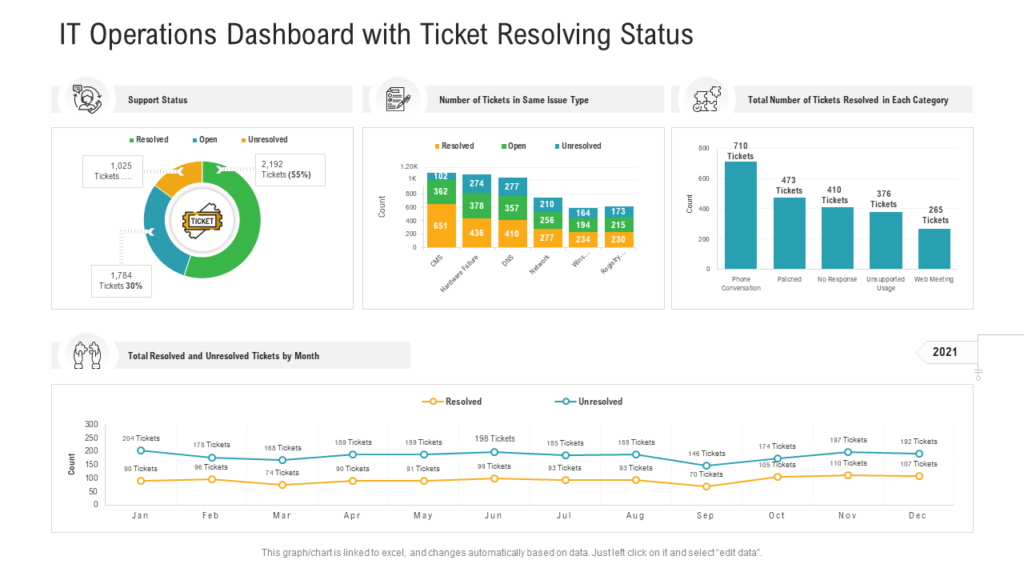 IT Operations Dashboard with Ticket Resolving Status
Support Status
Resolved Open Unresolved
1,025
Tickets ....
2,192
Tickets (55%)
TICKET
1,784
Tickets 30%
Number of Tickets in Same Issue Type
Resolved Open Unresolved
Count
1.20K
1K
800
600
400
200
0
102
362
651
274
378
436
277
357
410
210
256
277
164
194
234
173
215
230
CMS
Hardware Failure
DNS
Network
Wins...
Registry...
Total Number of Tickets Resolved in Each Category
Count
800
600
400
200
0
710
Tickets
473
Tickets
410
Tickets
376
Tickets
265
Tickets
Phone
Conversation
Patched
No Response
Unsupported
Usage
Web Meeting
Total Resolved and Unresolved Tickets by Month
2021
Resolved Unresolved
Count
300
250
200
150
100
50
0
204 Tickets
178 Tickets
168 Tickets
189 Tickets
189 Tickets
198 Tickets
185 Tickets
188 Tickets
146 Tickets
174 Tickets
197 Tickets
192 Tickets
90 Tickets
96 Tickets
74 Tickets
90 Tickets
91 Tickets
99 Tickets
93 Tickets
93 Tickets
70 Tickets
105 Tickets
110 Tickets
107 Tickets
Jan Feb Mar Apr May Jun Jul Aug Sep Oct Nov Dec
This graph/chart is linked to excel, and changes automatically based on data. Just left click on it and select “edit data”.